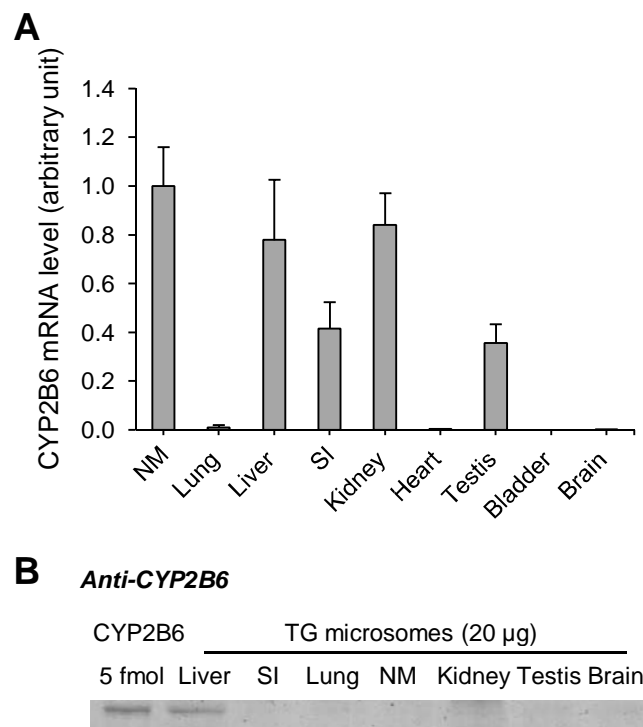 A
CYP2B6 mRNA level (arbitrary unit)
1.4
1.2
1.0
0.8
0.6
0.4
0.2
0.0
NM Lung Liver SI Kidney Heart Testis Bladder Brain
B Anti-CYP2B6
CYP2B6 TG microsomes (20 µg)
5 fmol Liver SI Lung NM Kidney Testis Brain